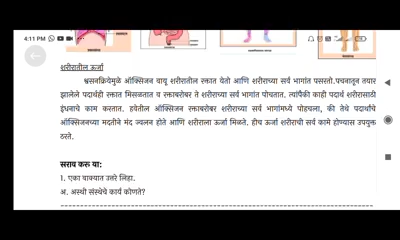 4:11 PM
शरीरातील ऊर्जा
श्वसनक्रियेमुळे ऑक्सिजन वायू शरीरातील रक्तात येतो आणि शरीराच्या सर्व भागांत पसरतो. पचनातून तयार
झालेले पदार्थही रक्तात मिसळतात व रक्ताबरोबर ते शरीराच्या सर्व भागांत पोचतात. त्यांपैकी काही पदार्थ शरीरासाठी
इंधनाचे काम करतात. हवेतील ऑक्सिजन रक्ताबरोबर शरीराच्या सर्व भागांमध्ये पोहचला, की तेथे पदार्थांचे
ऑक्सिजनच्या मदतीने मंद ज्वलन होते आणि शरीराला ऊर्जा मिळते. हीच ऊर्जा शरीराची सर्व कामे होण्यास उपयुक्त
ठरते.
सराव करू या:
1. एका वाक्यात उत्तरे लिहा.
अ. अस्थी संस्थेचे कार्य कोणते?